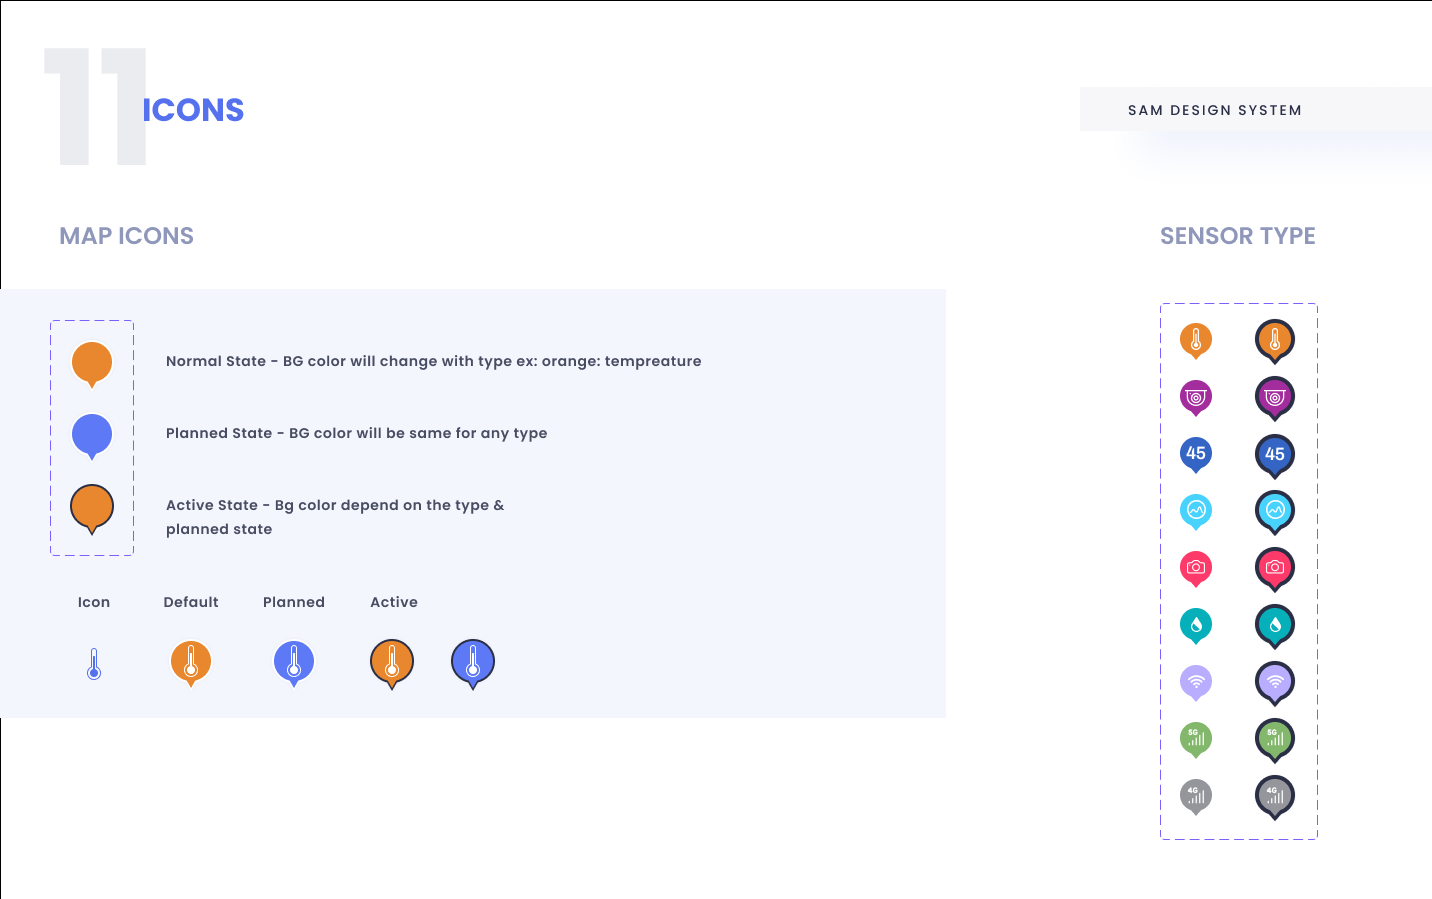 11
ICONS
SAM DESIGN SYSTEM
MAP ICONS
SENSOR TYPE
Normal State - BG color will change with type ex: orange: tempreature
Planned State - BG color will be same for any type
Active State - Bg color depend on the type &
planned state
Icon
Default
Planned
Active
45
45
5G
5G
4G
4G